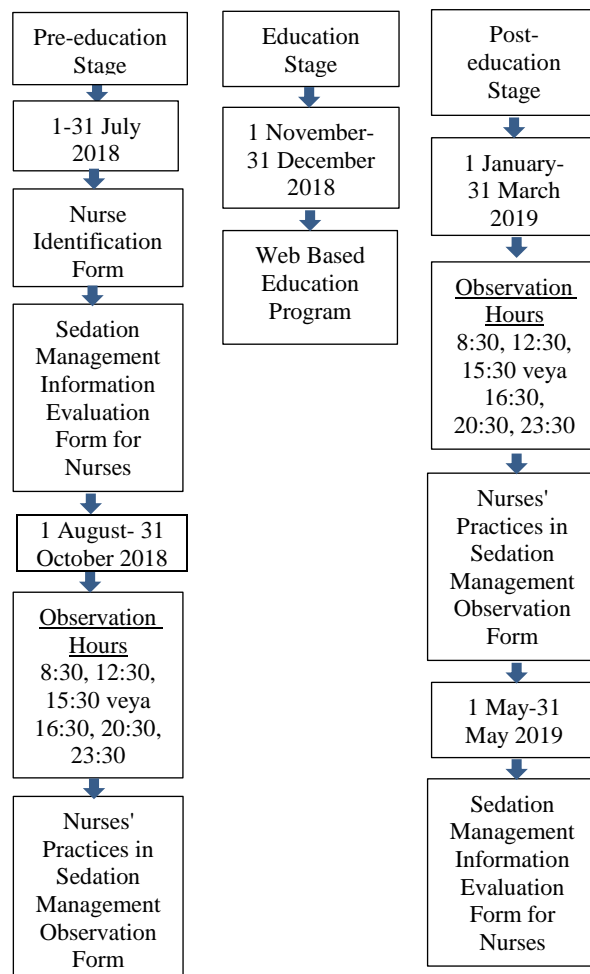 Pre-education
Stage
1-31 July
2018
Nurse
Identification
Form
Sedation
Management
Information
Evaluation
Form for
Nurses
1 August- 31
October 2018
Observation
Hours
8:30, 12:30,
15:30 veya
16:30, 20:30,
23:30
Nurses'
Practices in
Sedation
Management
Observation
Form
Education
Stage
1 November-
31 December
2018
Web Based
Education
Program
Post-
education
Stage
1 January-
31 March
2019
Observation
Hours
8:30, 12:30,
15:30 veya
16:30,
20:30, 23:30
Nurses'
Practices in
Sedation
Management
Observation
Form
1 May-31
May 2019
Sedation
Management
Information
Evaluation
Form for
Nurses